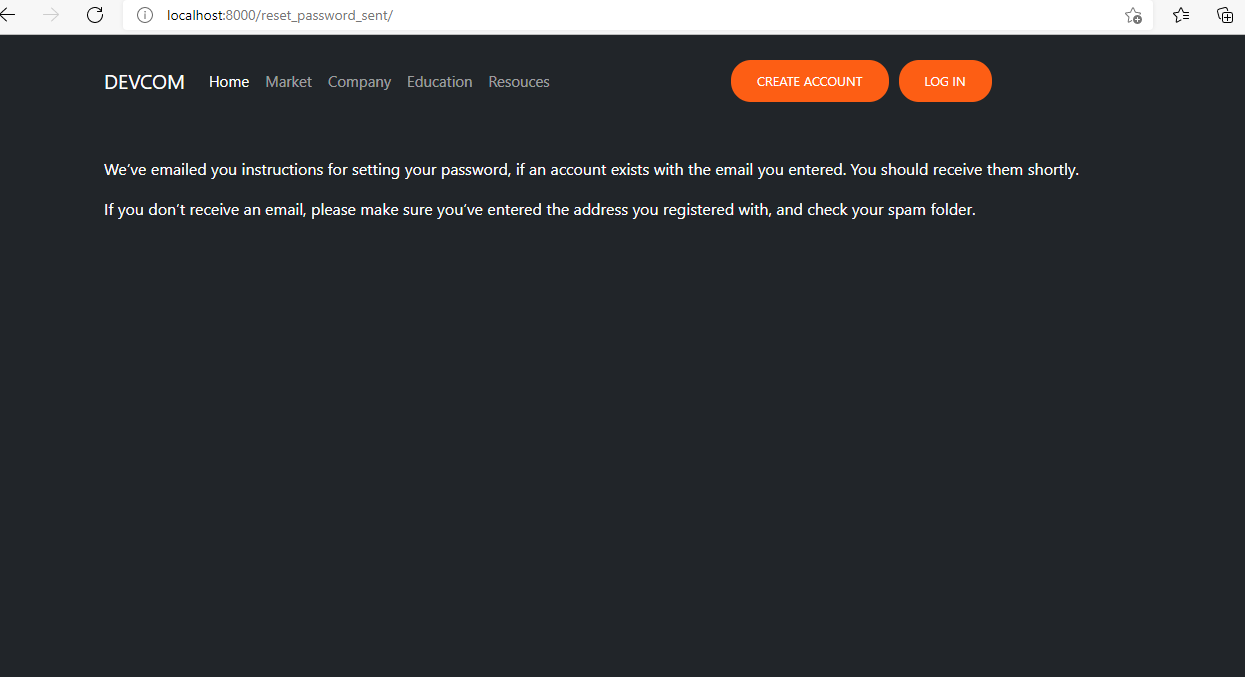 localhost:8000/reset_password_sent/
DEVCOM Home Market Company Education Resouces CREATE ACCOUNT LOG IN
We’ve emailed you instructions for setting your password, if an account exists with the email you entered. You should receive them shortly.
If you don’t receive an email, please make sure you’ve entered the address you registered with, and check your spam folder.